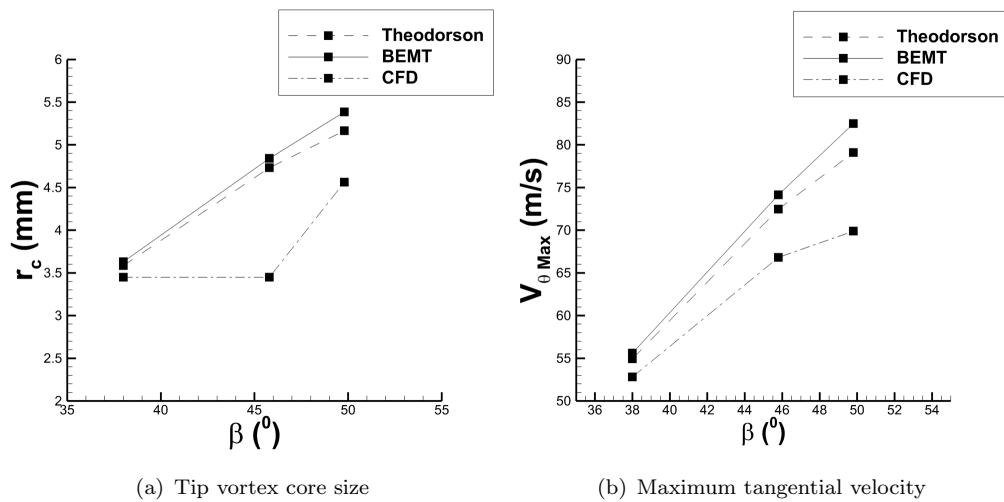 Theodorson
BEMT
CFD
6
5.5
5
4.5
4
3.5
3
2.5
2
35
40
45
50
55
r_c (mm)
β (⁰)
(a) Tip vortex core size
Theodorson
BEMT
CFD
90
85
80
75
70
65
60
55
50
36
38
40
42
44
46
48
50
52
54
V_θ Max (m/s)
β (⁰)
(b) Maximum tangential velocity